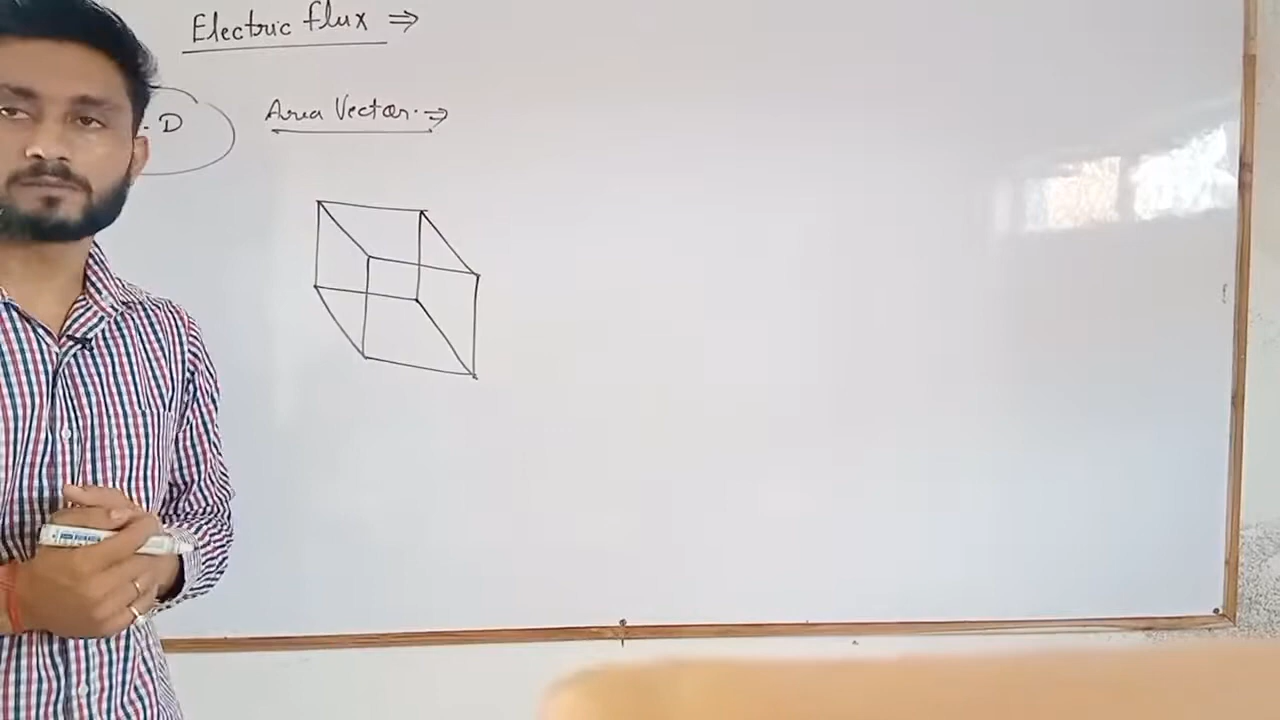 Electric flux ⇒
. D
Area Vector. ⇒